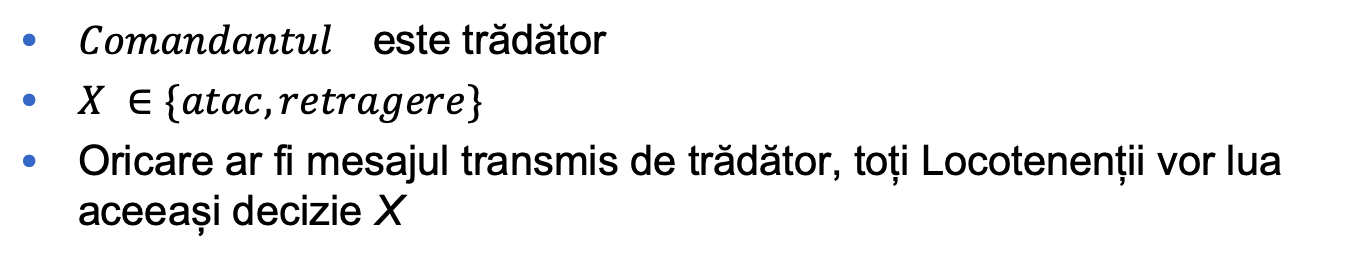 • Comandantul este trădător
• X ∈ {atac, retragere}
• Oricare ar fi mesajul transmis de trădător, toți Locotenenții vor lua
aceeași decizie X